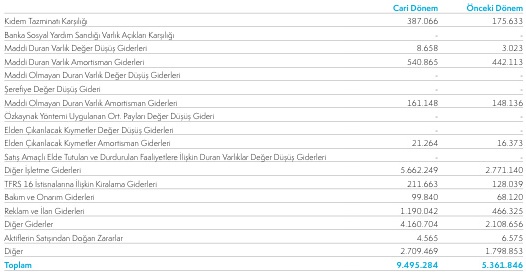 Cari Dönem Önceki Dönem
Kıdem Tazminatı Karşılığı 387.066 175.633
Banka Sosyal Yardım Sandığı Varlık Açıkları Karşılığı - -
Maddi Duran Varlık Değer Düşüş Giderleri 8.658 3.023
Maddi Duran Varlık Amortisman Giderleri 540.865 442.113
Maddi Olmayan Duran Varlık Değer Düşüş Giderleri - -
Şerefiye Değer Düşüş Gideri - -
Maddi Olmayan Duran Varlık Amortisman Giderleri 161.148 148.136
Özkaynak Yöntemi Uygulanan Ort. Payları Değer Düşüş Gideri - -
Elden Çıkarılacak Kıymetler Değer Düşüş Giderleri - -
Elden Çıkarılacak Kıymetler Amortisman Giderleri 21.264 16.373
Satış Amaçlı Elde Tutulan ve Durdurulan Faaliyetlere İlişkin Duran Varlıklar Değer Düşüş Giderleri - -
Diğer İşletme Giderleri 5.662.249 2.771.140
TFRS 16 İstisnalarına İlişkin Kiralama Giderleri 211.663 128.039
Bakım ve Onarım Giderleri 99.840 68.120
Reklam ve İlan Giderleri 1.190.042 466.325
Diğer Giderler 4.160.704 2.108.656
Aktiflerin Satışından Doğan Zararlar 4.565 6.575
Diğer 2.709.469 1.798.853
Toplam 9.495.284 5.361.846